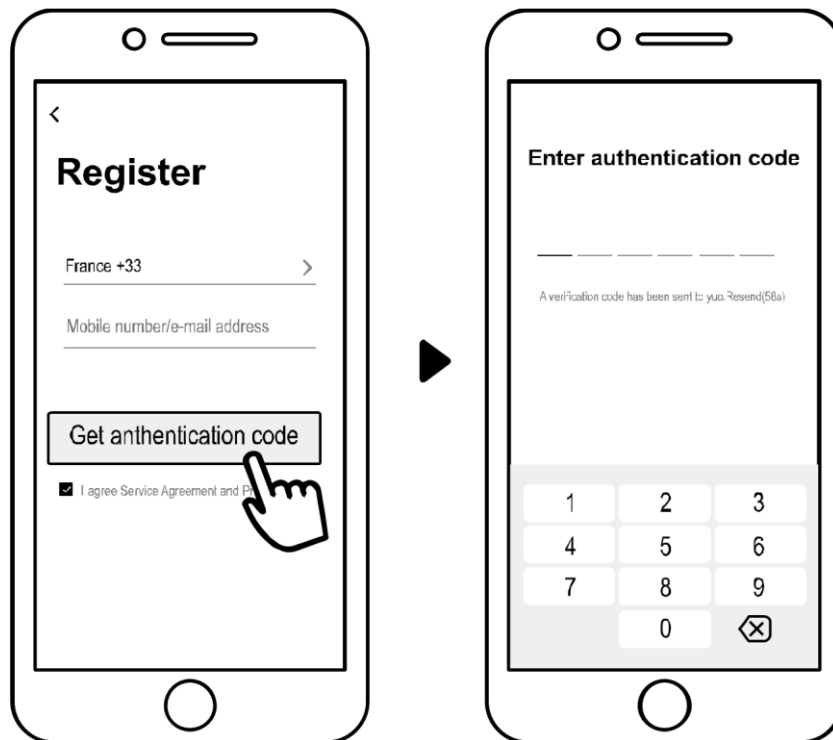 Register
France +33
Mobile number/e-mail address
Get anthentication code
I agree Service Agreement and
Enter authentication code
A verification code has been sent to yuo.Resend(58s)
1 2 3
4 5 6
7 8 9
0